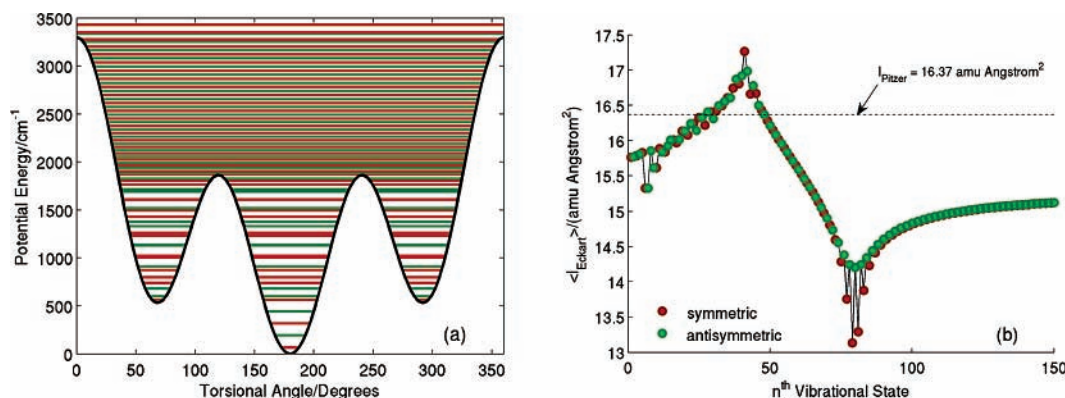 3500
3000
2500
2000
1500
1000
500
0
Potential Energy/cm⁻¹
(a)
0 50 100 150 200 250 300 350
Torsional Angle/Degrees
17.5
17
16.5
16
15.5
15
14.5
14
13.5
13
<I_Eckart>/(amu Angstrom²)
I_Pitzer = 16.37 amu Angstrom²
symmetric
antisymmetric
(b)
0 50 100 150
nᵗʰ Vibrational State